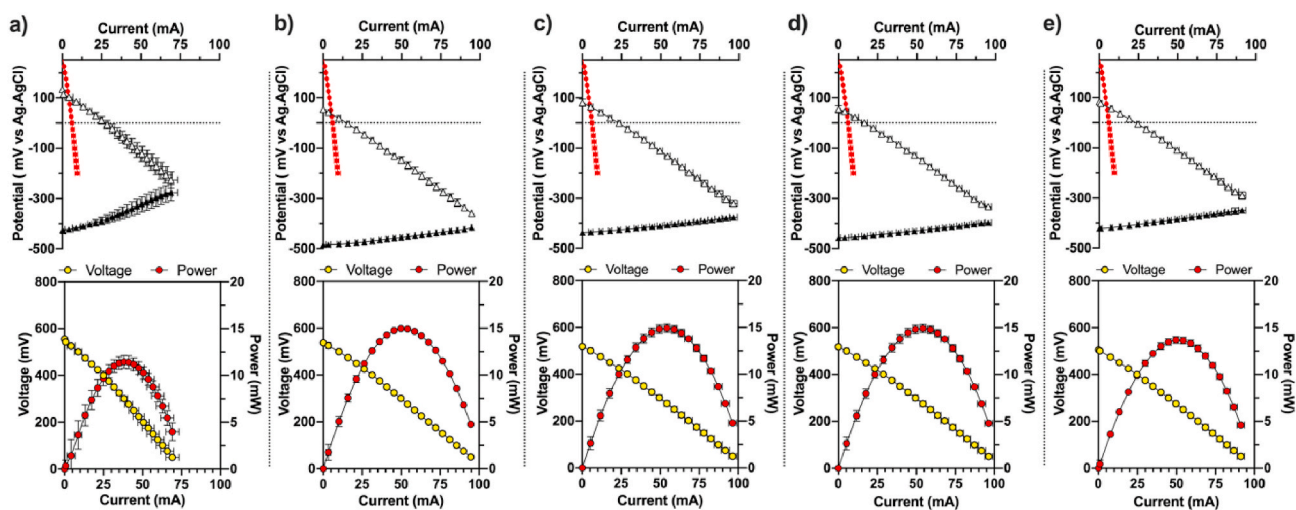 a)
Current (mA)
0 25 50 75 100
Potential ( mV vs Ag.AgCl)
100
-100
-300
-500
Voltage Power
Voltage (mV)
800
600
400
200
0
Power (mW)
20
15
10
5
0
0 25 50 75 100
Current (mA)
b)
Current (mA)
0 25 50 75 100
Potential ( mV vs Ag.AgCl)
100
-100
-300
-500
Voltage Power
Voltage (mV)
800
600
400
200
0
Power (mW)
20
15
10
5
0
0 25 50 75 100
Current (mA)
c)
Current (mA)
0 25 50 75 100
Potential ( mV vs Ag.AgCl)
100
-100
-300
-500
Voltage Power
Voltage (mV)
800
600
400
200
0
Power (mW)
20
15
10
5
0
0 25 50 75 100
Current (mA)
d)
Current (mA)
0 25 50 75 100
Potential ( mV vs Ag.AgCl)
100
-100
-300
-500
Voltage Power
Voltage (mV)
800
600
400
200
0
Power (mW)
20
15
10
5
0
0 25 50 75 100
Current (mA)
e)
Current (mA)
0 25 50 75 100
Potential ( mV vs Ag.AgCl)
100
-100
-300
-500
Voltage Power
Voltage (mV)
800
600
400
200
0
Power (mW)
20
15
10
5
0
0 25 50 75 100
Current (mA)